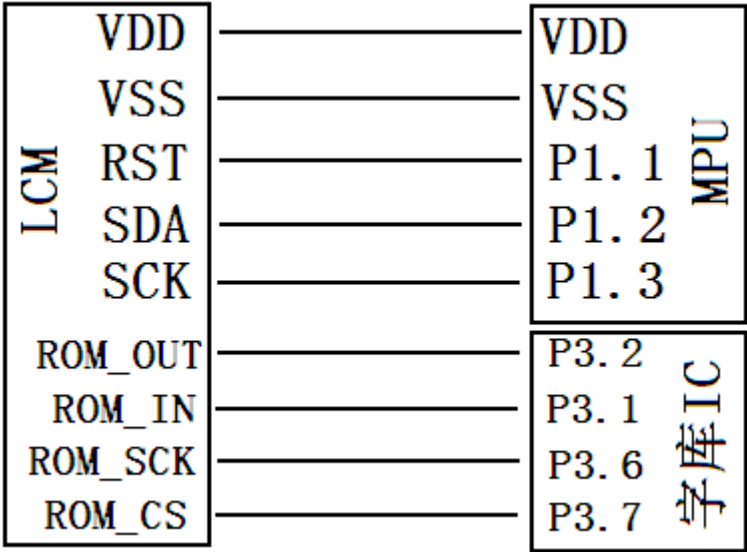 VDD VDD
VSS VSS
RST P1.1
SDA P1.2
SCK P1.3
LCM
MPU
ROM_OUT P3.2
ROM_IN P3.1
ROM_SCK P3.6
ROM_CS P3.7
字库IC